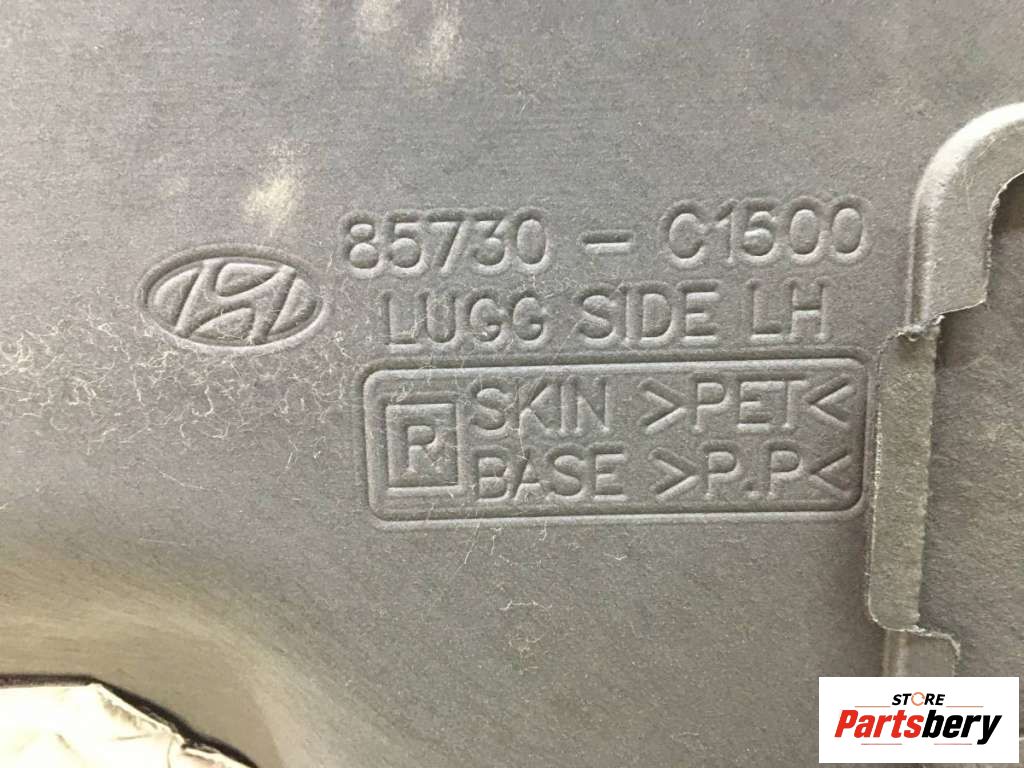 85730 - C1500
LUGG SIDE LH
R SKIN >PET<
BASE >P.P<
STORE
Partsbery